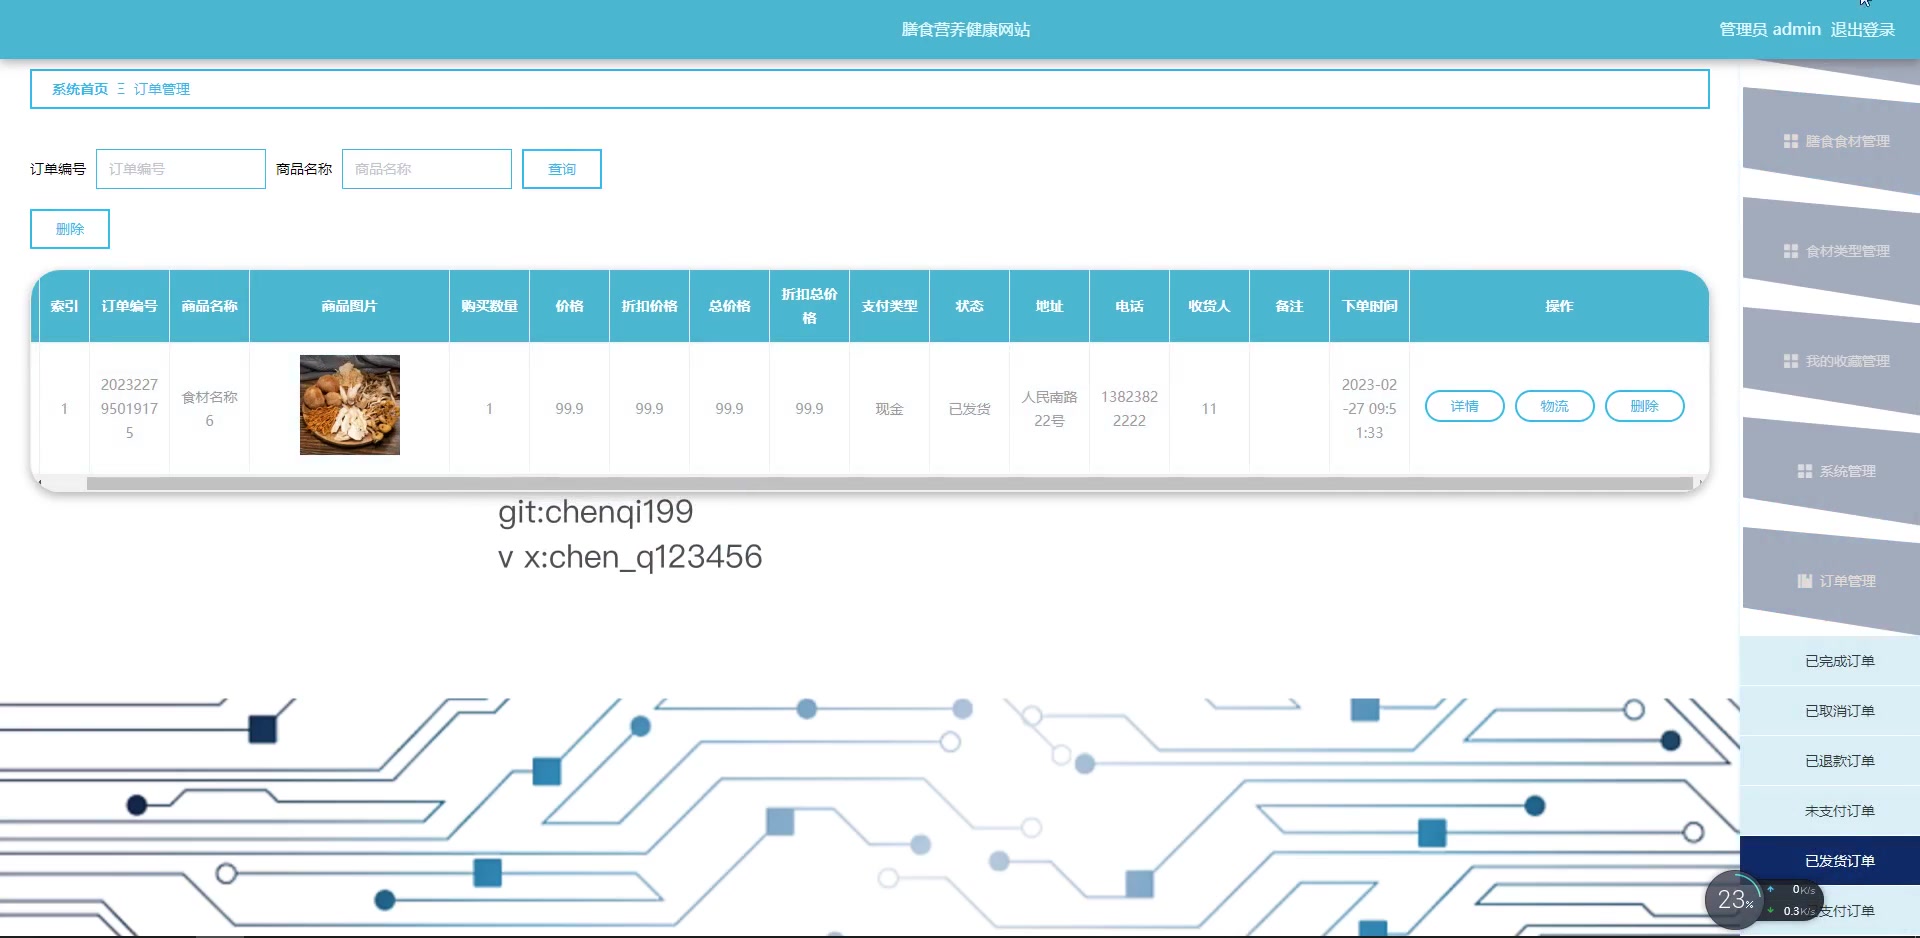 膳食营养健康网站
管理员 admin 退出登录
系统首页 Ξ 订单管理
订单编号 订单编号 商品名称 商品名称 查询
删除
索引 订单编号 商品名称 商品图片 购买数量 价格 折扣价格 总价格 折扣总价 支付类型 状态 地址 电话 收货人 备注 下单时间 操作
格
1 2023227 食材名称 1 99.9 99.9 99.9 99.9 现金 已发货 人民南路 1382382 11 2023-02 详情 物流 删除
9501917 6 22号 2222 -27 09:5
5 1:33
git:chenqi199
v x:chen_q123456
膳食食材管理
食材类型管理
我的收藏管理
系统管理
订单管理
已完成订单
已取消订单
已退款订单
未支付订单
已发货订单
支付订单
23%
0K/s
0.3K/s